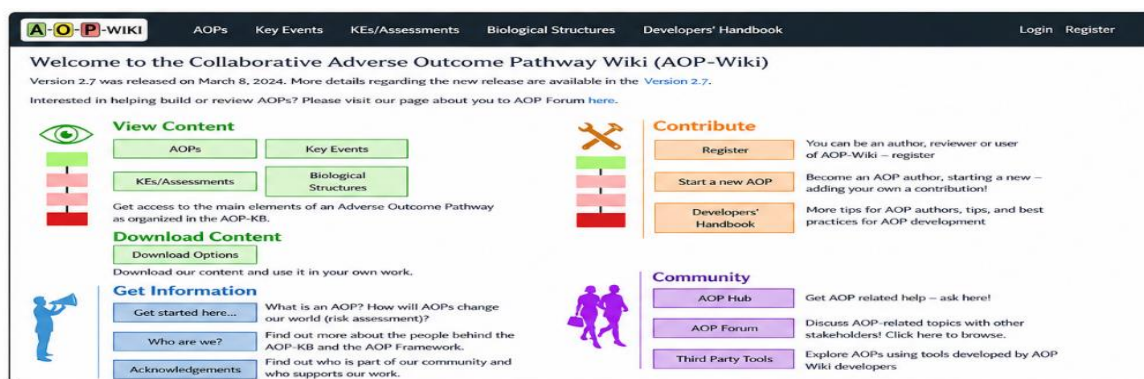 A-O-P-WIKI AOPs Key Events KEs/Assessments Biological Structures Developers' Handbook Login Register
Welcome to the Collaborative Adverse Outcome Pathway Wiki (AOP-Wiki)
Version 2.7 was released on March 8, 2024. More details regarding the new release are available in the Version 2.7.
Interested in helping build or review AOPs? Please visit our page about you to AOP Forum here.
View Content
AOPs
Key Events
KEs/Assessments
Biological
Structures
Get access to the main elements of an Adverse Outcome Pathway
as organized in the AOP-KB.
Download Content
Download Options
Download our content and use it in your own work.
Get Information
Get started here...
What is an AOP? How will AOPs change
our world (risk assessment)?
Who are we?
Find out more about the people behind the
AOP-KB and the AOP Framework.
Acknowledgements
Find out who is part of our community and
who supports our work.
Contribute
Register
You can be an author, reviewer or user
of AOP-Wiki – register
Start a new AOP
Become an AOP author, starting a new –
adding your own a contribution!
Developers'
Handbook
More tips for AOP authors, tips, and best
practices for AOP development
Community
AOP Hub
Get AOP related help – ask here!
AOP Forum
Discuss AOP-related topics with other
stakeholders! Click here to browse.
Third Party Tools
Explore AOPs using tools developed by AOP
Wiki developers